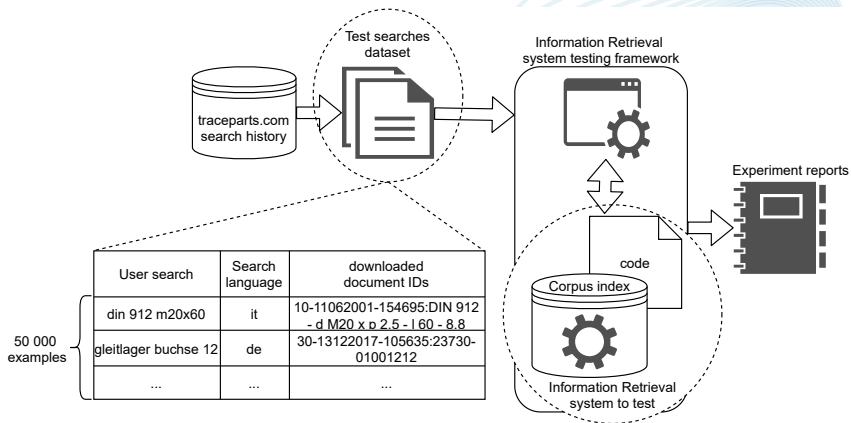 Test searches
dataset
Information Retrieval
system testing framework
traceparts.com
search history
Experiment reports
User search
Search
language
downloaded
document IDs
din 912 m20x60
it
10-11062001-154695:DIN 912
- d M20 x p 2.5 - l 60 - 8.8
gleitlager buchse 12
de
30-13122017-105635:23730-
01001212
...
...
...
50 000
examples
code
Corpus index
Information Retrieval
system to test